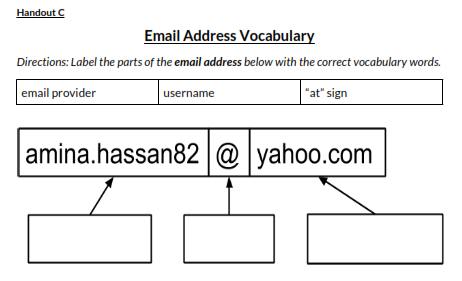 Handout C
Email Address Vocabulary
Directions: Label the parts of the email address below with the correct vocabulary words.
email provider username "at" sign
amina.hassan82 @ yahoo.com